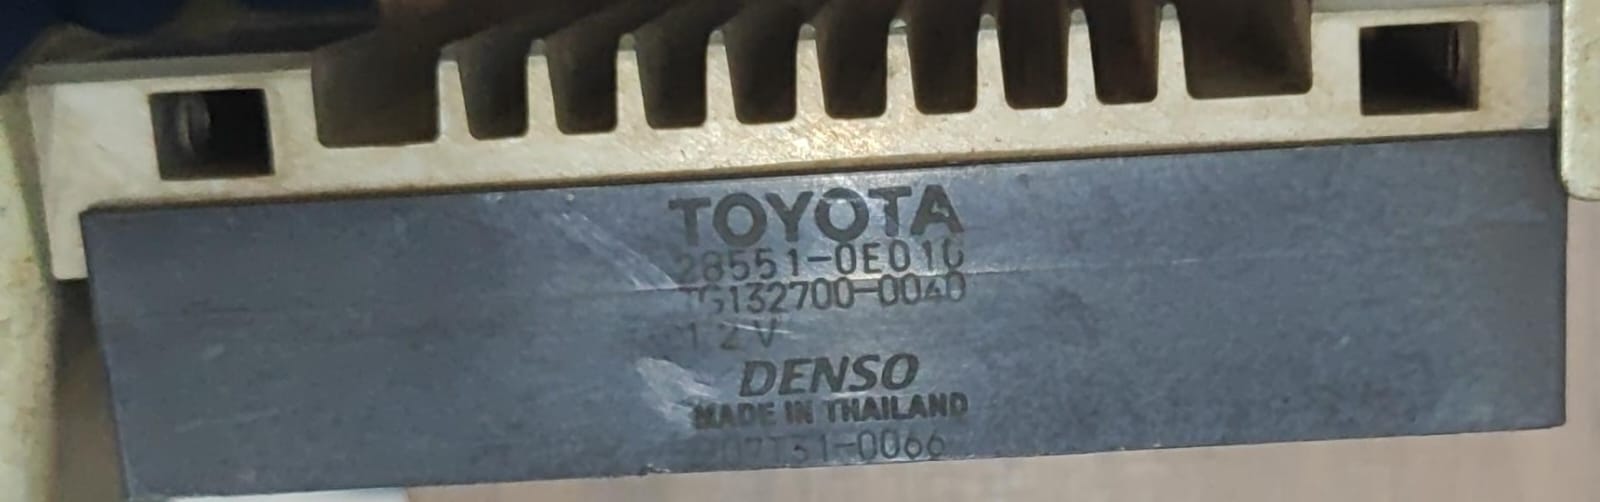 TOYOTA
28551-0E010
TG132700-0040
12V
DENSO
MADE IN THAILAND